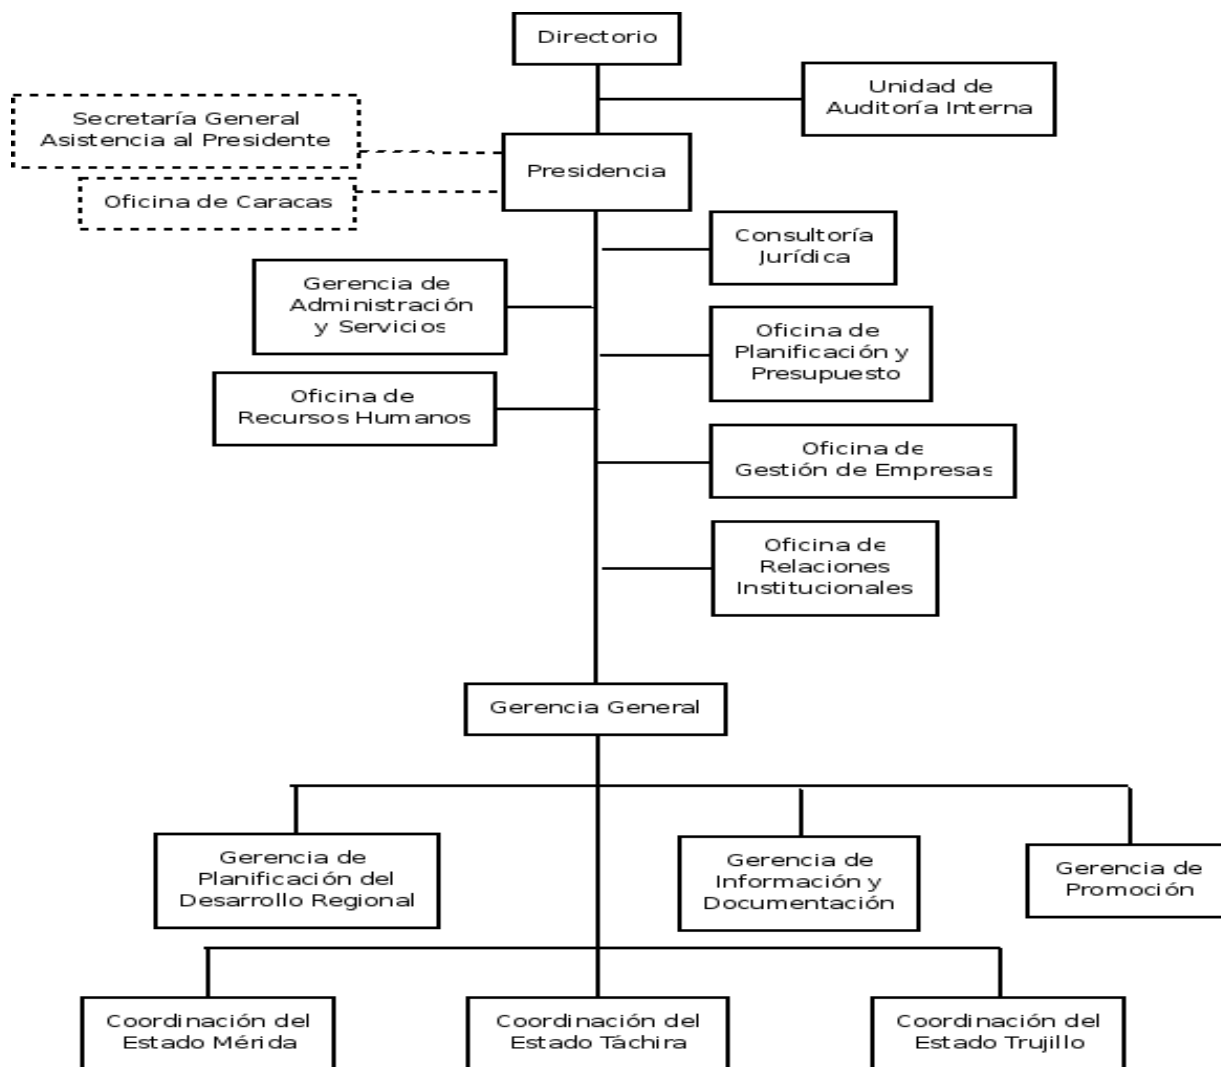 Directorio
Unidad de
Auditoría Interna
Secretaría General
Asistencia al Presidente
Presidencia
Oficina de Caracas
Consultoría
Jurídica
Gerencia de
Administración
y Servicios
Oficina de
Planificación y
Presupuesto
Oficina de
Recursos Humanos
Oficina de
Gestión de Empresas
Oficina de
Relaciones
Institucionales
Gerencia General
Gerencia de
Planificación del
Desarrollo Regional
Gerencia de
Información y
Documentación
Gerencia de
Promoción
Coordinación del
Estado Mérida
Coordinación del
Estado Táchira
Coordinación del
Estado Trujillo